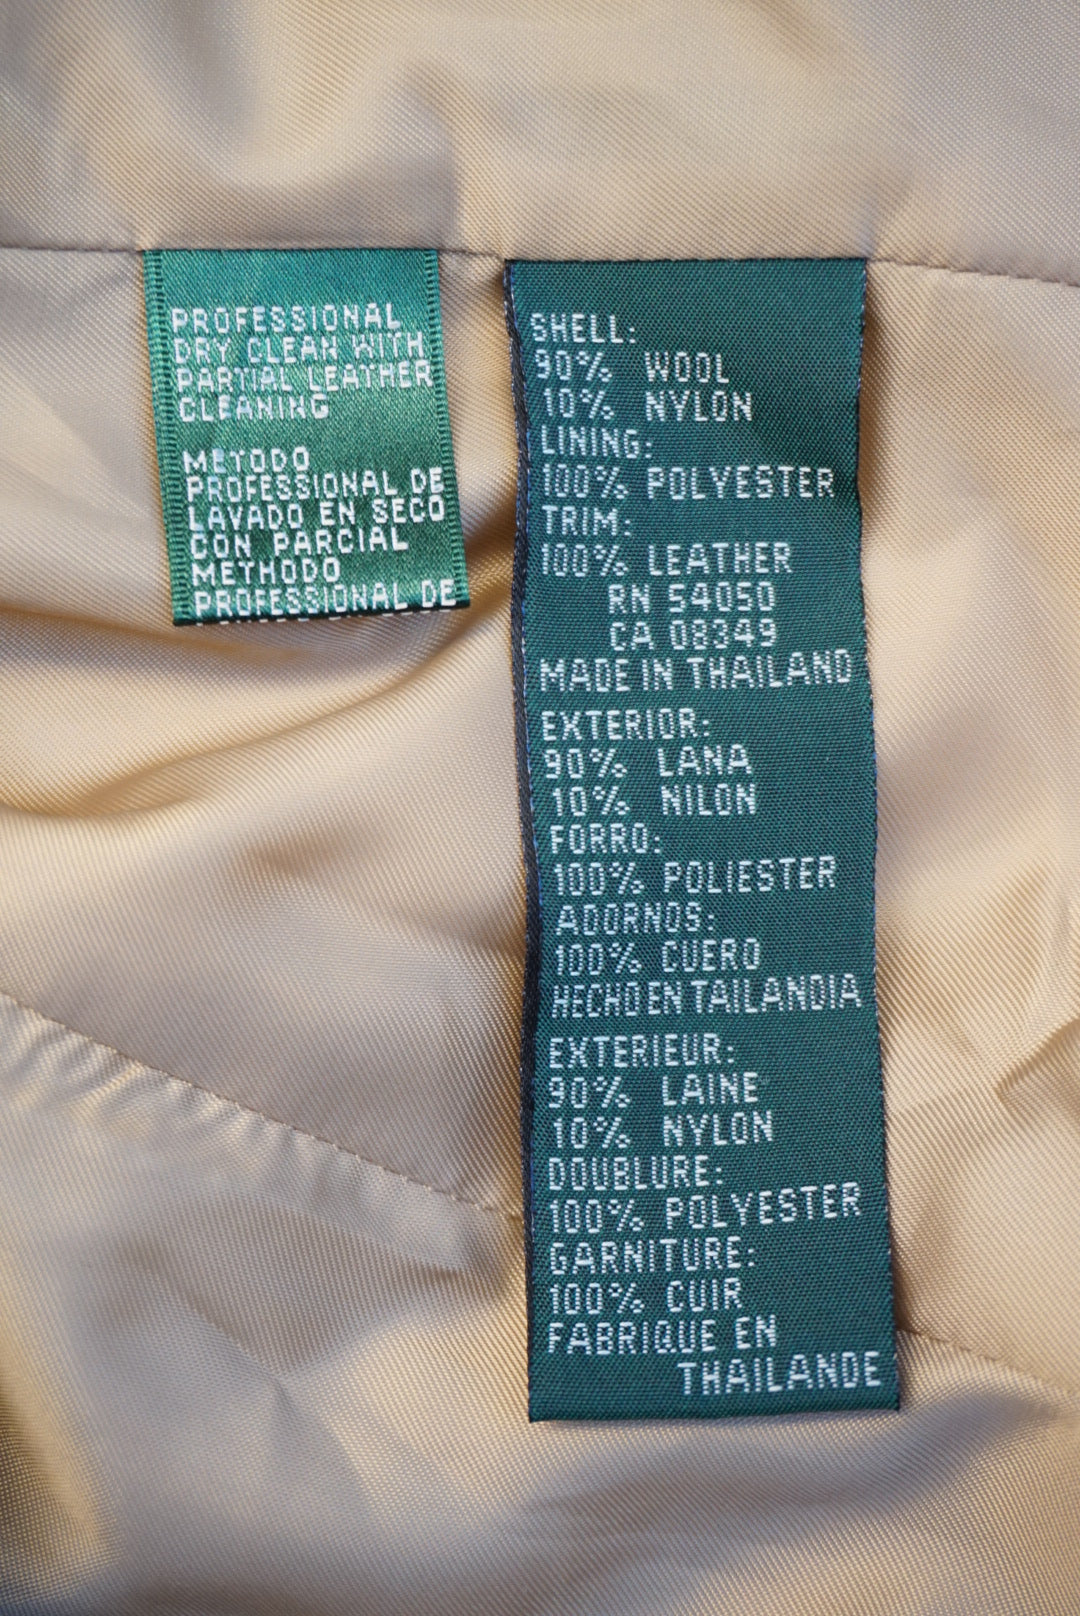 PROFESSIONAL
DRY CLEAN WITH
PARTIAL LEATHER
CLEANING
METODO
PROFESSIONAL DE
LAVADO EN SECO
CON PARCIAL
METHODO
PROFESSIONAL DE
SHELL:
90% WOOL
10% NYLON
LINING:
100% POLYESTER
TRIM:
100% LEATHER
RN 54050
CA 08349
MADE IN THAILAND
EXTERIOR:
90% LANA
10% NILON
FORRO:
100% POLIESTER
ADORNOS:
100% CUERO
HECHO EN TAILANDIA
EXTERIEUR:
90% LAINE
10% NYLON
DOUBLURE:
100% POLYESTER
GARNITURE:
100% CUIR
FABRIQUE EN
THAILANDE